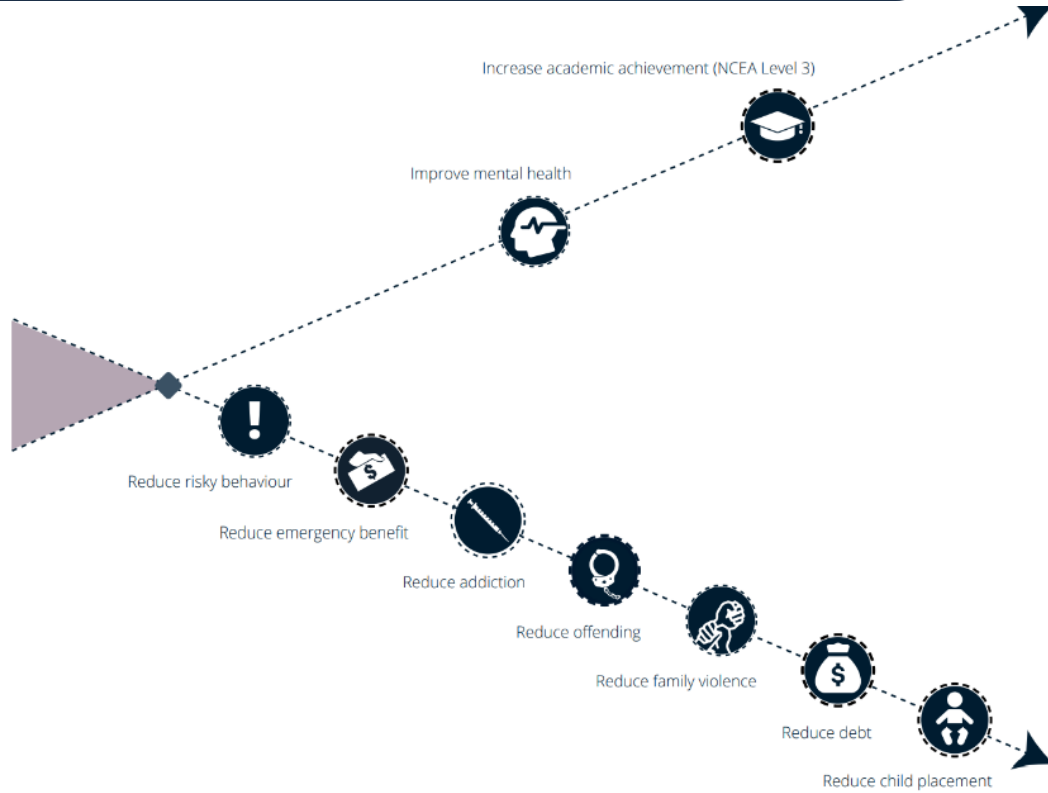 Increase academic achievement (NCEA Level 3)
Improve mental health
Reduce risky behaviour
Reduce emergency benefit
Reduce addiction
Reduce offending
Reduce family violence
Reduce debt
Reduce child placement